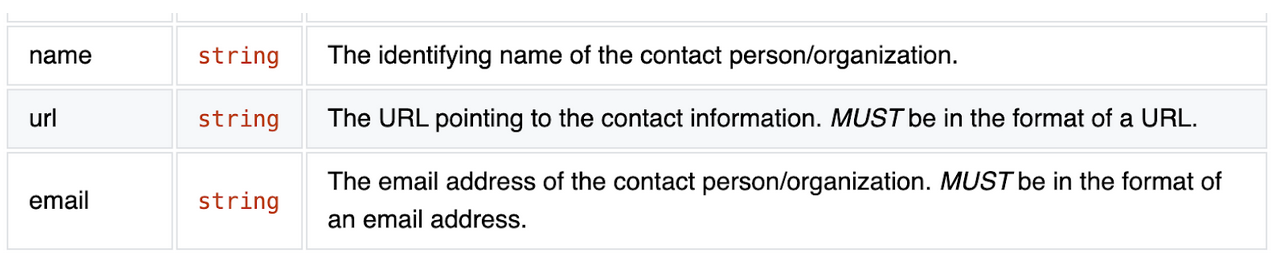 name string The identifying name of the contact person/organization.
url string The URL pointing to the contact information. MUST be in the format of a URL.
email string The email address of the contact person/organization. MUST be in the format of
an email address.